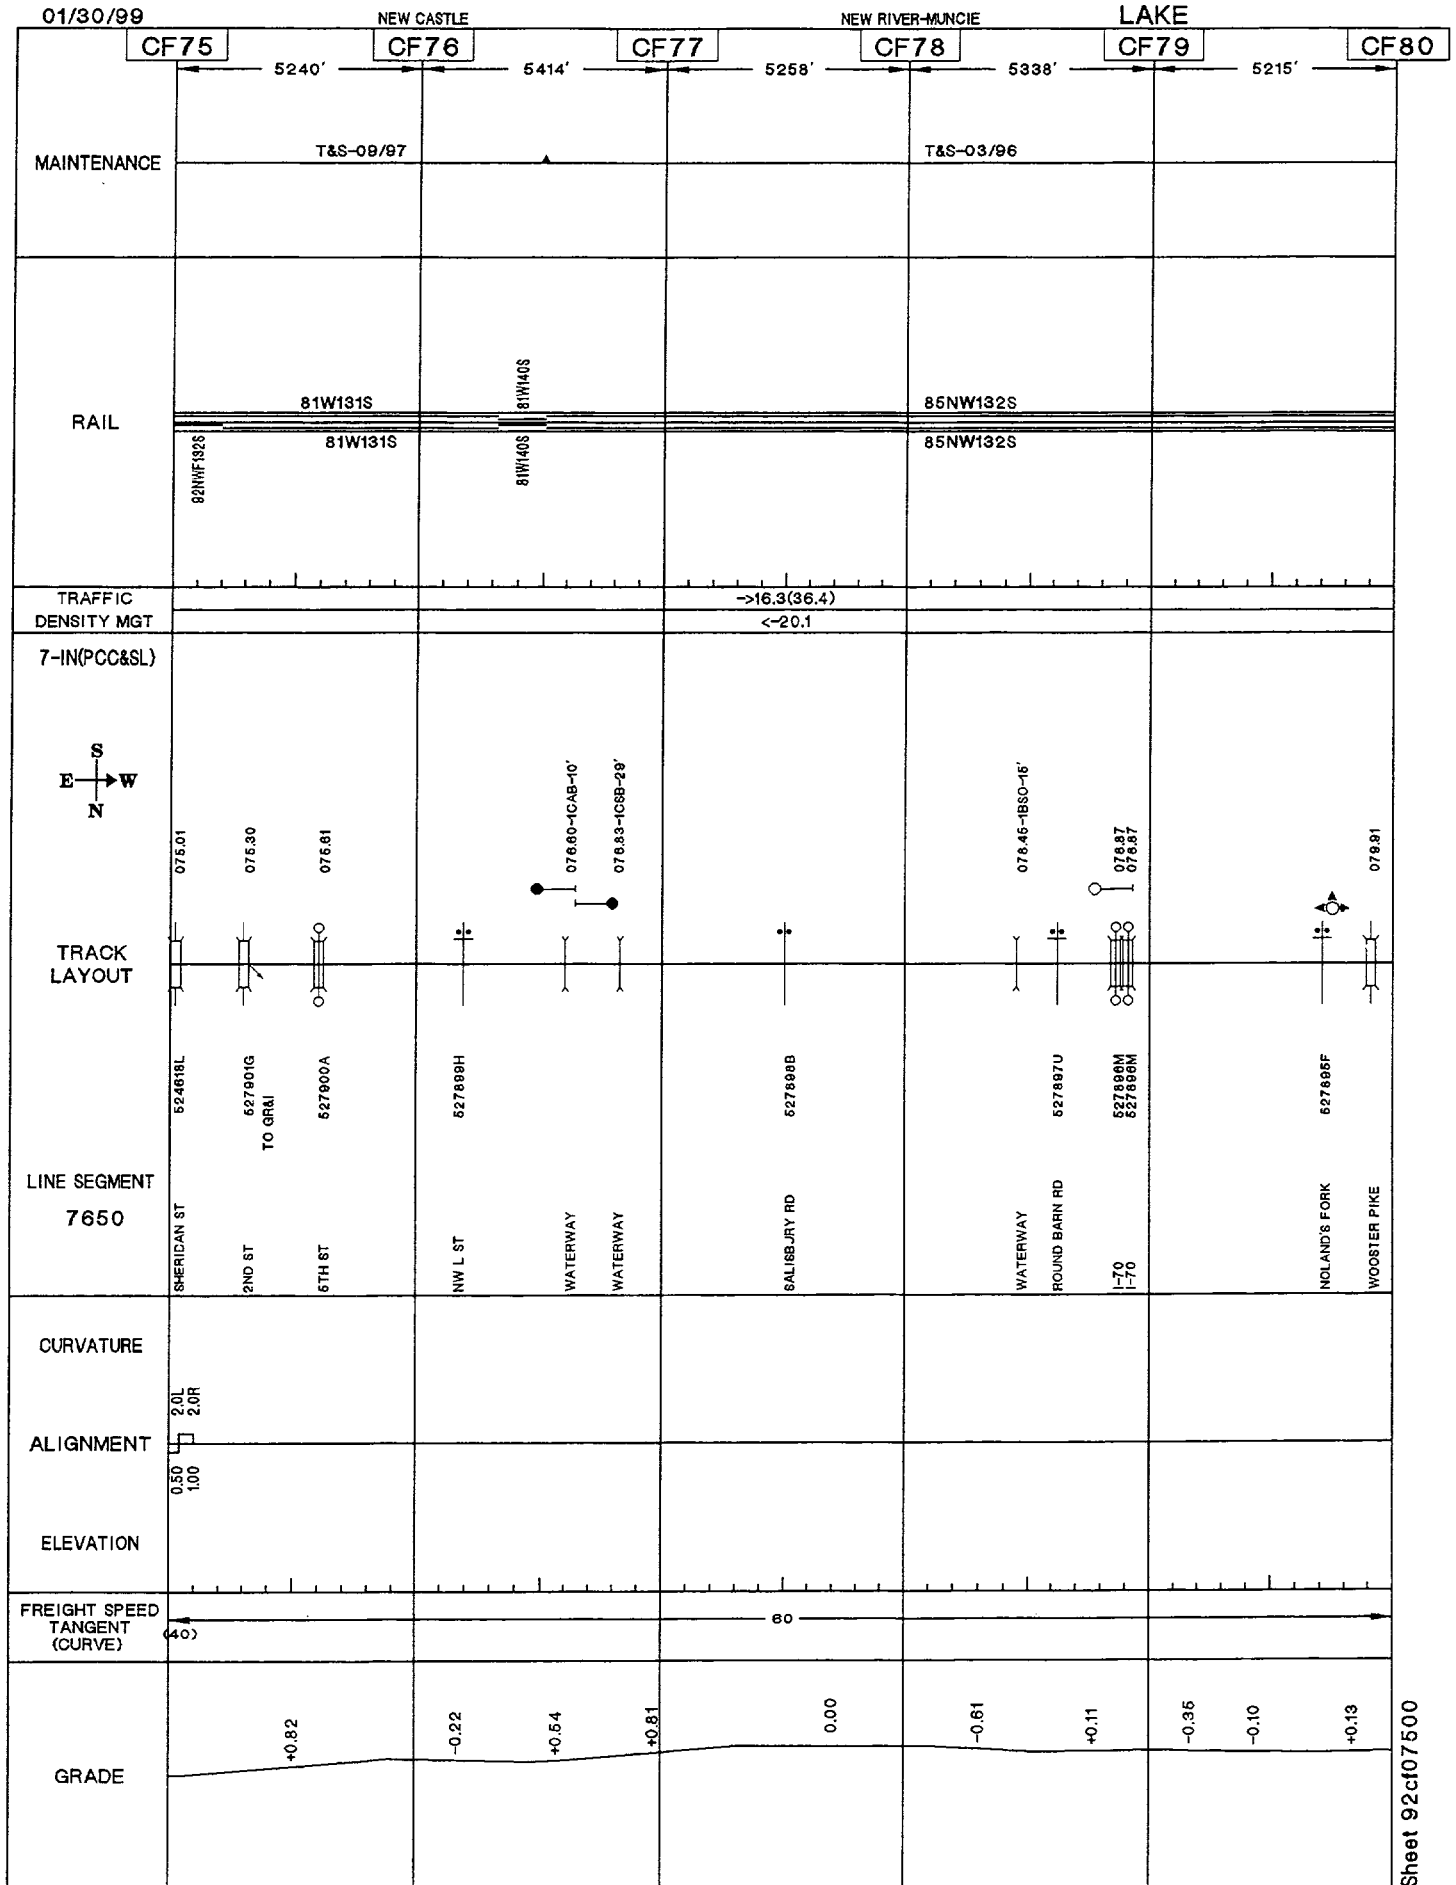 01/30/99 NEW CASTLE NEW RIVER-MUNCIE LAKE
CF75 CF76 CF77 CF78 CF79 CF80
5240' 5414' 5258' 5338' 5215'
MAINTENANCE T&S-09/97 T&S-03/96
81W140S
81W131S 85NW132S
RAIL
81W131S 85NW132S
92NWF132S 81W140S
TRAFFIC ->16.3(36.4)
DENSITY MGT <-20.1
7-IN(PCC&SL)
S
E W
N
075.01 075.30 075.61 076.60-1CAB-10' 076.83-1CSB-29' 078.45-1BSO-15' 078.87 078.87 079.91
TRACK
LAYOUT
524618L 527901G 527900A 527899H 527898B 527897U 527896M 527896M 527895F
TO GR&I
LINE SEGMENT
7650
SHERICAN ST 2ND ST 5TH ST NW L ST WATERWAY WATERWAY SALISBJRY RD WATERWAY ROUND BARN RD I-70 I-70 NOLAND'S FORK WOOSTER PIKE
CURVATURE
2.0L 2.0R
ALIGNMENT
0.50 1.00
ELEVATION
FREIGHT SPEED
TANGENT 60
(CURVE) (40)
+0.82 -0.22 +0.54 +0.81 0.00 -0.61 +0.11 -0.35 -0.10 +0.13
GRADE
Sheet 92cf07500